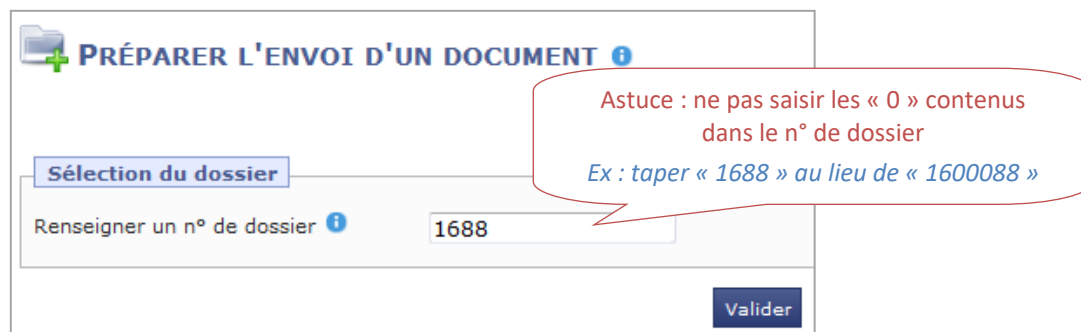 PRÉPARER L'ENVOI D'UN DOCUMENT
Astuce : ne pas saisir les « 0 » contenus
dans le n° de dossier
Ex : taper « 1688 » au lieu de « 1600088 »
Sélection du dossier
Renseigner un n° de dossier
1688
Valider